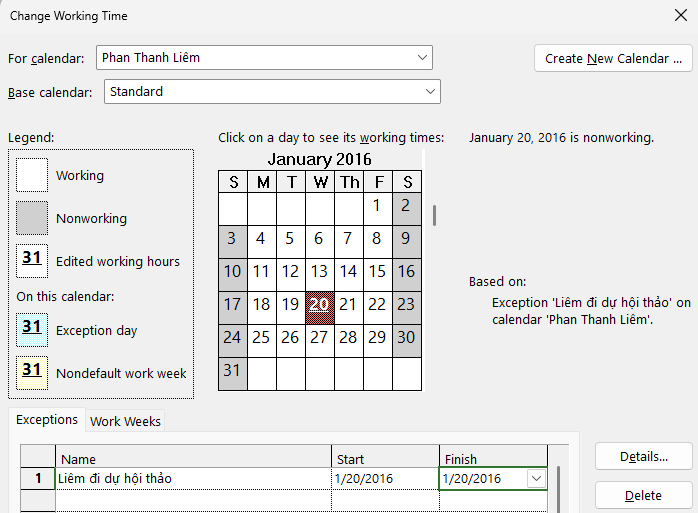 Change Working Time
For calendar: Phan Thanh Liêm
Create New Calendar ...
Base calendar: Standard
Legend:
Click on a day to see its working times:
January 20, 2016 is nonworking.
January 2016
S M T W Th F S
1 2
3 4 5 6 7 8 9
10 11 12 13 14 15 16
17 18 19 20 21 22 23
24 25 26 27 28 29 30
31
Working
Nonworking
31 Edited working hours
On this calendar:
31 Exception day
31 Nondefault work week
Based on:
Exception 'Liêm đi dự hội thảo' on
calendar 'Phan Thanh Liêm'.
Exceptions Work Weeks
Name Start Finish
1 Liêm đi dự hội thảo 1/20/2016 1/20/2016
Details...
Delete